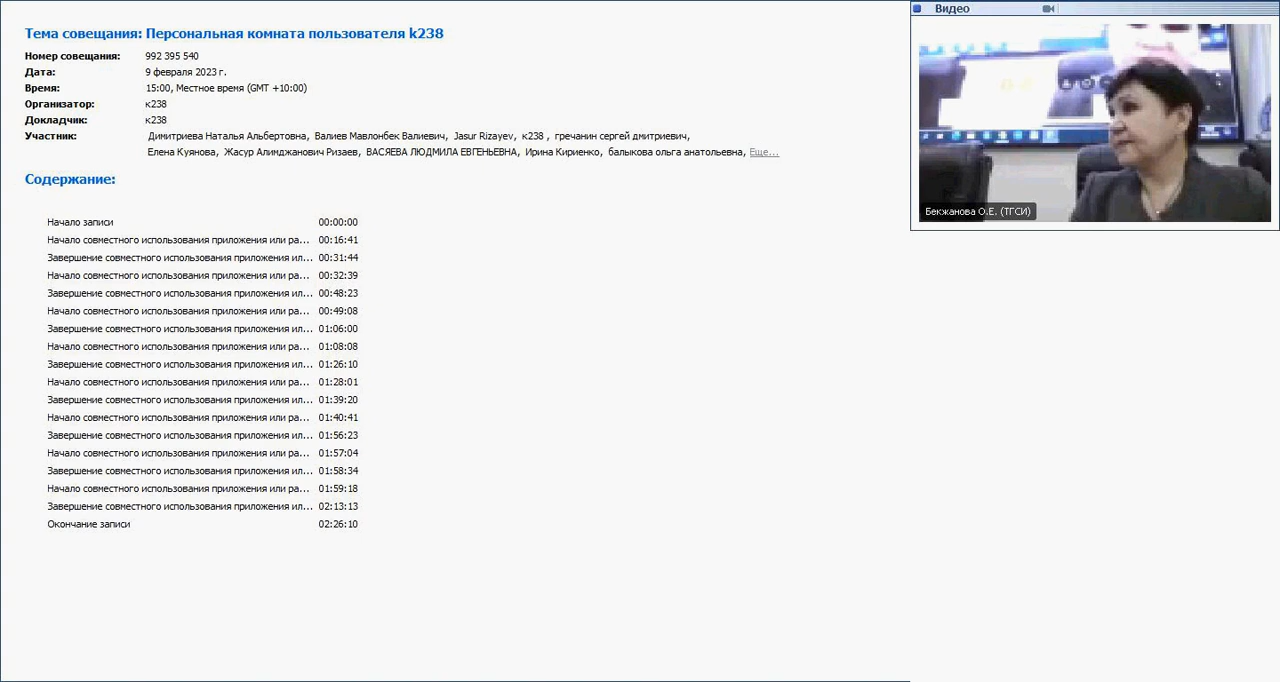 Тема совещания: Персональная комната пользователя k238
Номер совещания: 992 395 540
Дата: 9 февраля 2023 г.
Время: 15:00, Местное время (GMT +10:00)
Организатор: к238
Докладчик: к238
Участник: Димитриева Наталья Альбертовна, Валиев Мавлонбек Валиевич, Jasur Rizayev, к238 , гречанин сергей дмитриевич,
Елена Куянова, Жасур Алинджанович Ризаев, ВАСЯЕВА ЛЮДМИЛА ЕВГЕНЬЕВНА, Ирина Кириенко, балыкова ольга анатольевна, Еще...
Содержание:
Начало записи 00:00:00
Начало совместного использования приложения или ра... 00:16:41
Завершение совместного использования приложения ил... 00:31:44
Начало совместного использования приложения или ра... 00:32:39
Завершение совместного использования приложения ил... 00:48:23
Начало совместного использования приложения или ра... 00:49:08
Завершение совместного использования приложения ил... 01:06:00
Начало совместного использования приложения или ра... 01:08:08
Завершение совместного использования приложения ил... 01:26:10
Начало совместного использования приложения или ра... 01:28:01
Завершение совместного использования приложения ил... 01:39:20
Начало совместного использования приложения или ра... 01:40:41
Завершение совместного использования приложения ил... 01:56:23
Начало совместного использования приложения или ра... 01:57:04
Завершение совместного использования приложения ил... 01:58:34
Начало совместного использования приложения или ра... 01:59:18
Завершение совместного использования приложения ил... 02:13:13
Окончание записи 02:26:10
Видео
Бекжанова О.Е. (ТГСИ)